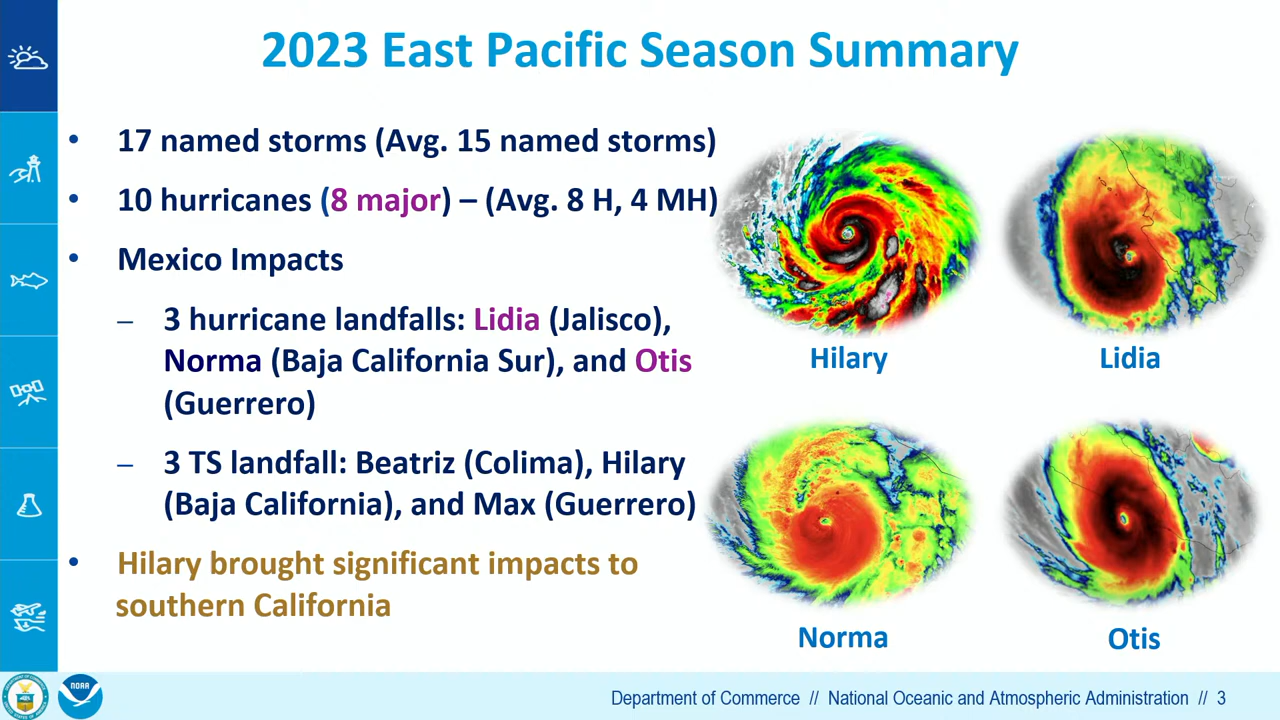 2023 East Pacific Season Summary
• 17 named storms (Avg. 15 named storms)
• 10 hurricanes (8 major) – (Avg. 8 H, 4 MH)
• Mexico Impacts
– 3 hurricane landfalls: Lidia (Jalisco),
Norma (Baja California Sur), and Otis
(Guerrero)
– 3 TS landfall: Beatriz (Colima), Hilary
(Baja California), and Max (Guerrero)
• Hilary brought significant impacts to
southern California
Hilary
Lidia
Norma
Otis
NOAA
Department of Commerce // National Oceanic and Atmospheric Administration // 3